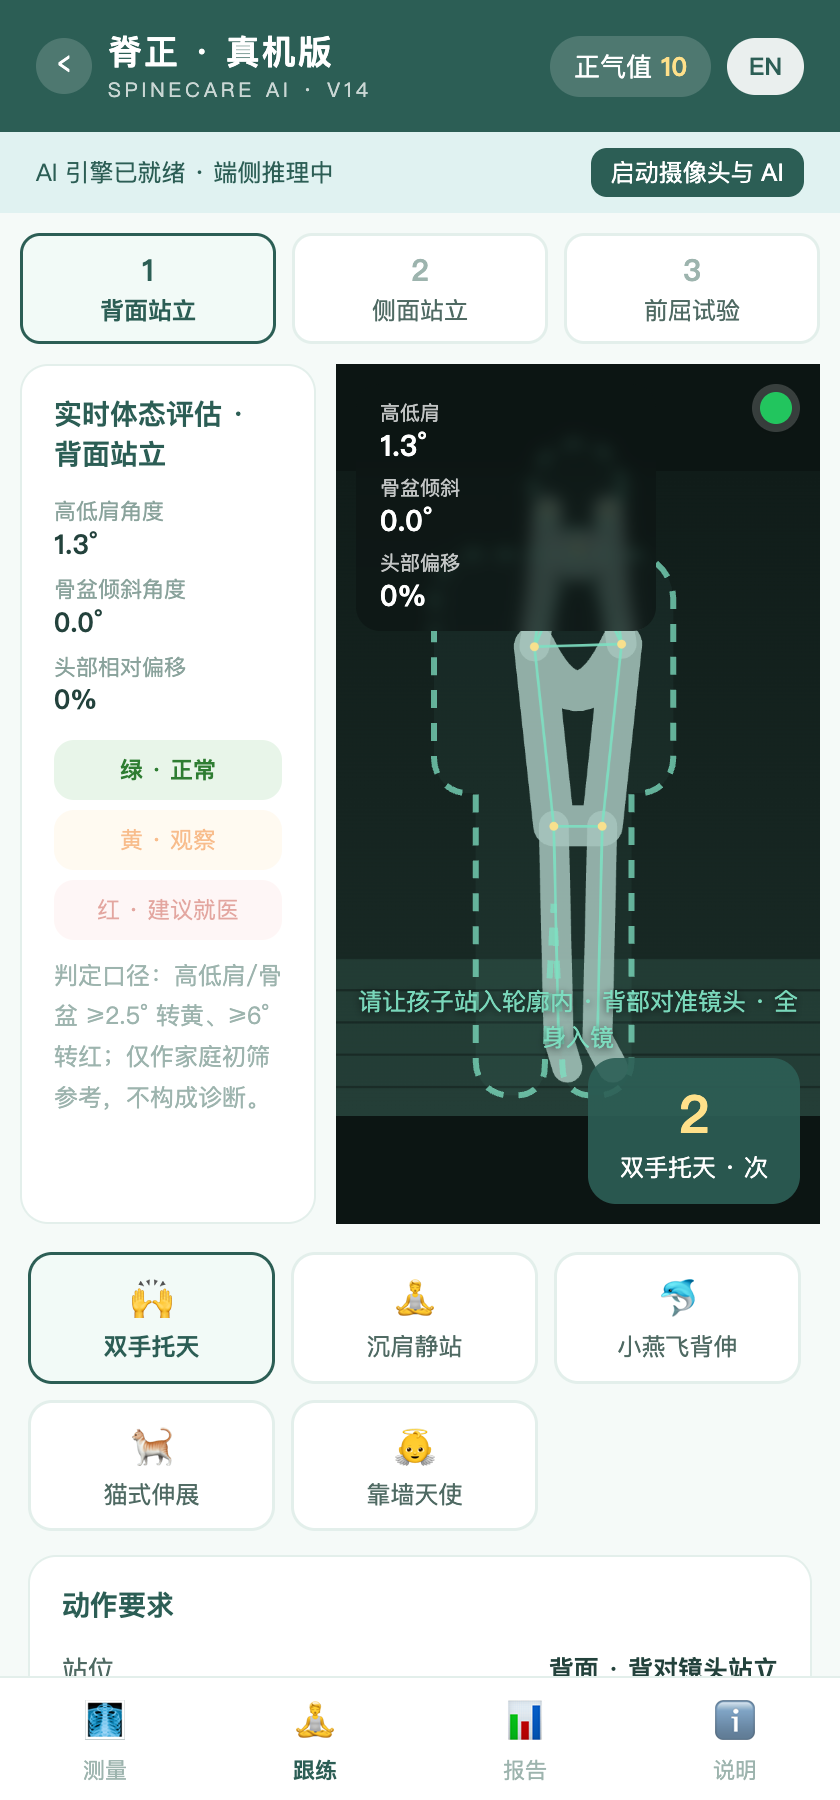 脊正 · 真机版
SPINECARE AI · V14
正气值 10
EN
AI 引擎已就绪 · 端侧推理中
启动摄像头与 AI
1
背面站立
2
侧面站立
3
前屈试验
实时体态评估 ·
背面站立
高低肩角度
1.3°
骨盆倾斜角度
0.0°
头部相对偏移
0%
绿 · 正常
黄 · 观察
红 · 建议就医
判定口径：高低肩/骨
盆 ≥2.5° 转黄、≥6°
转红；仅作家庭初筛
参考，不构成诊断。
高低肩
1.3°
骨盆倾斜
0.0°
头部偏移
0%
请让孩子站入轮廓内 · 背部对准镜头 · 全
身入镜
2
双手托天 · 次
双手托天
沉肩静站
小燕飞背伸
猫式伸展
靠墙天使
动作要求
站位
背面 · 背对镜头站立
测量
跟练
报告
说明